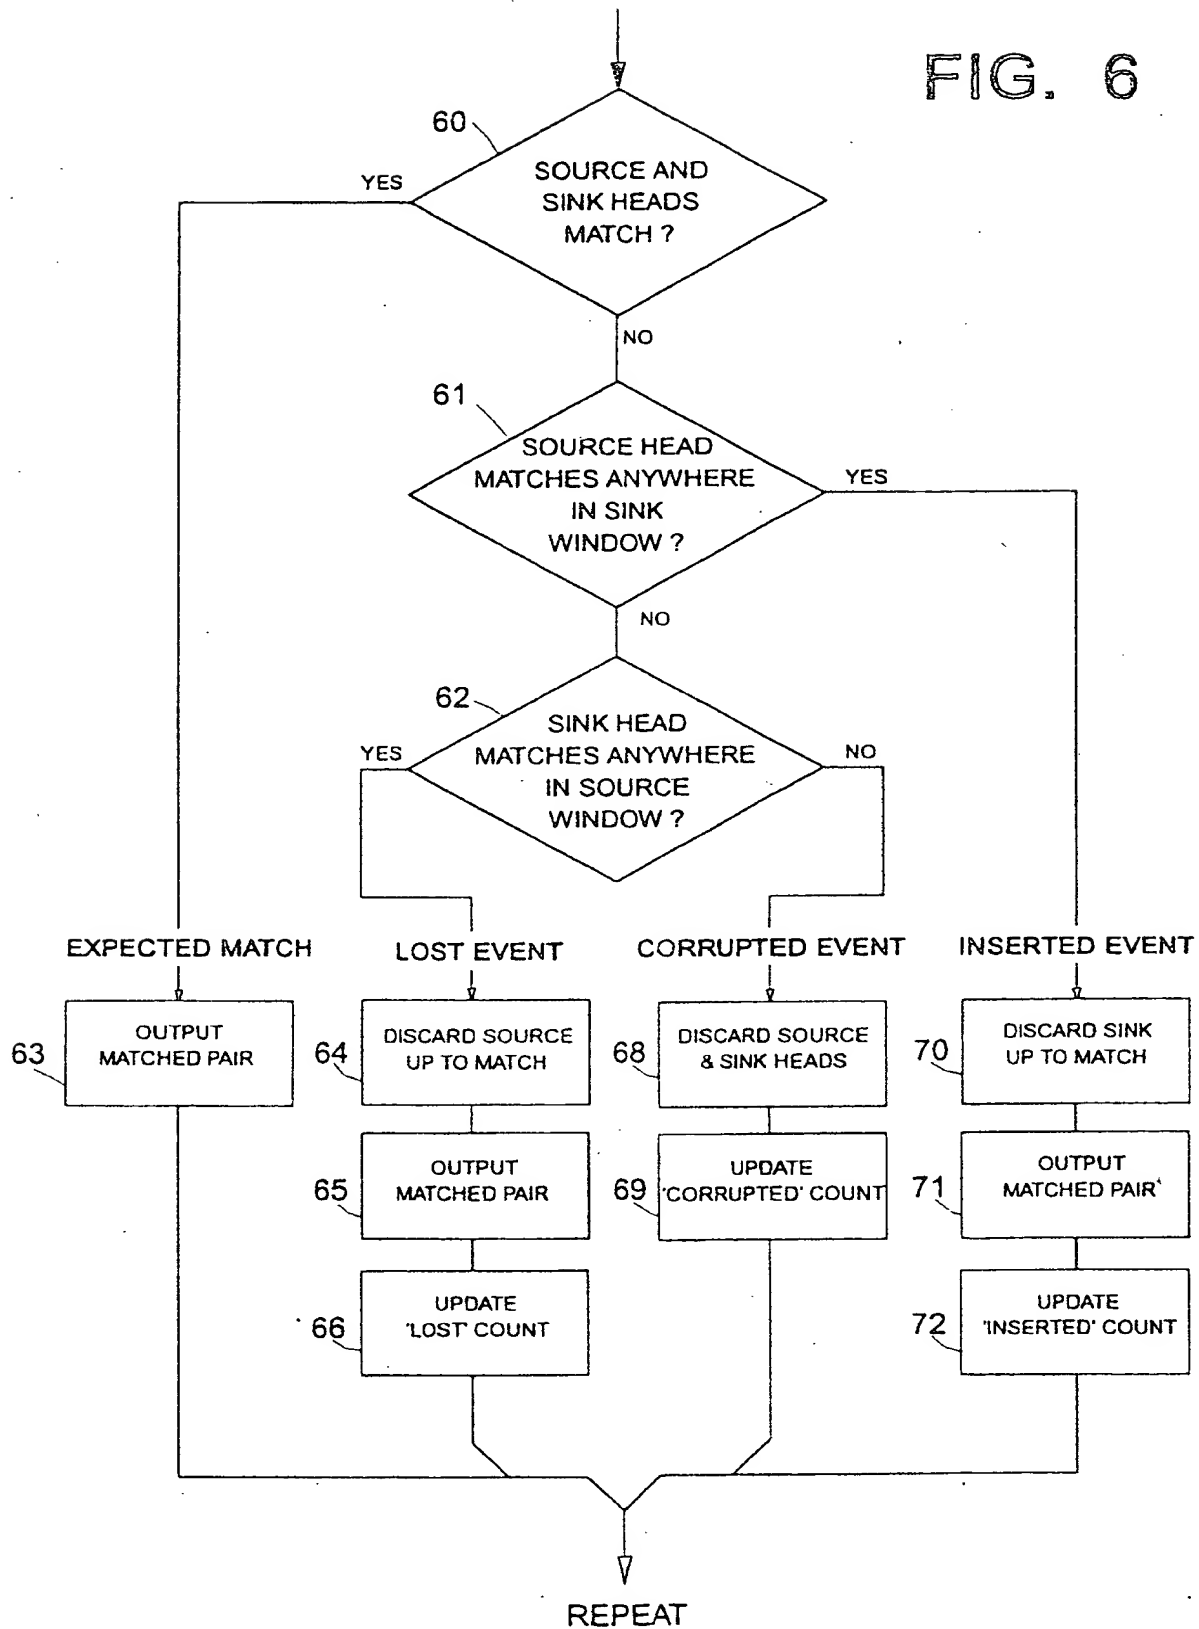 FIG. 6
60
SOURCE AND
SINK HEADS
MATCH ?
YES
NO
61
SOURCE HEAD
MATCHES ANYWHERE
IN SINK
WINDOW ?
YES
NO
62
SINK HEAD
MATCHES ANYWHERE
IN SOURCE
WINDOW ?
YES
NO
EXPECTED MATCH
63
OUTPUT
MATCHED PAIR
LOST EVENT
64
DISCARD SOURCE
UP TO MATCH
65
OUTPUT
MATCHED PAIR
66
UPDATE
'LOST' COUNT
CORRUPTED EVENT
68
DISCARD SOURCE
& SINK HEADS
69
UPDATE
'CORRUPTED' COUNT
INSERTED EVENT
70
DISCARD SINK
UP TO MATCH
71
OUTPUT
MATCHED PAIR
72
UPDATE
'INSERTED' COUNT
REPEAT